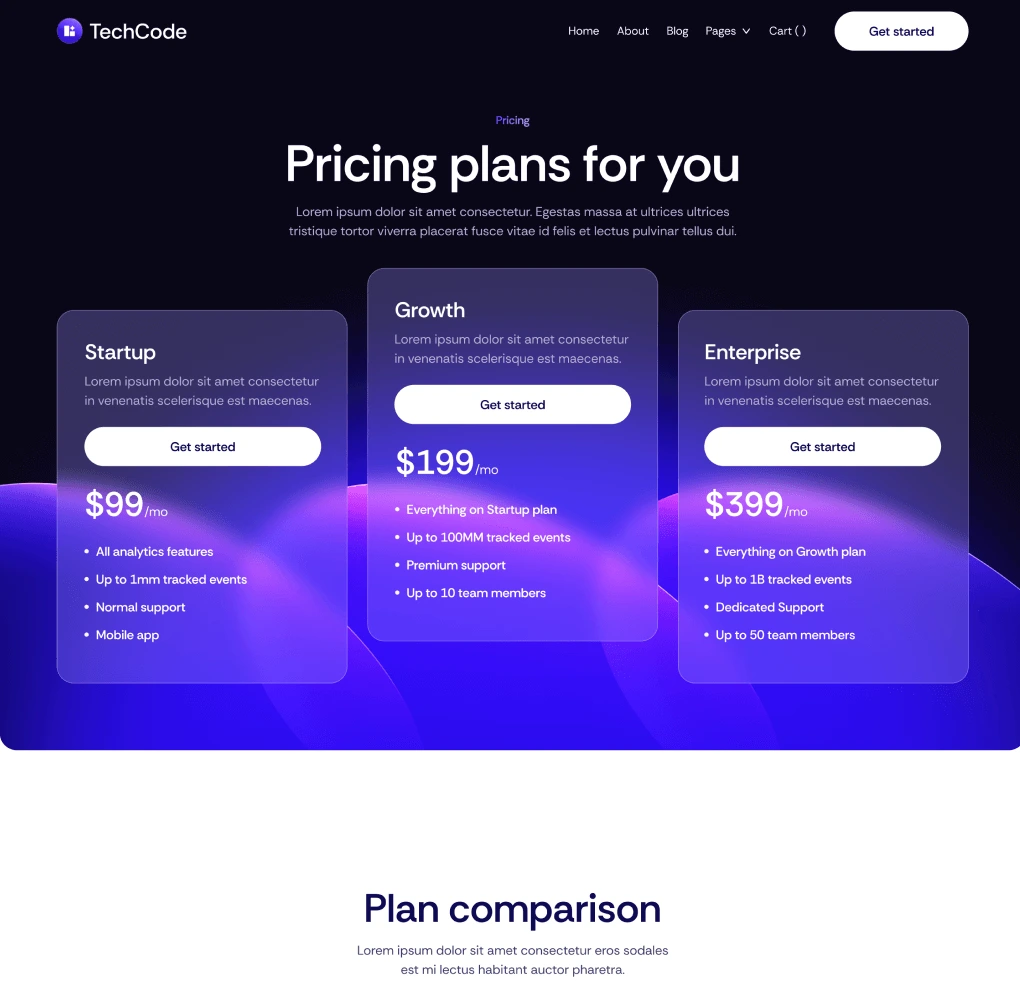 TechCode
Home
About
Blog
Pages
Cart ( )
Get started
Pricing
Pricing plans for you
Lorem ipsum dolor sit amet consectetur. Egestas massa at ultrices ultrices
tristique tortor viverra placerat fusce vitae id felis et lectus pulvinar tellus dui.
Startup
Lorem ipsum dolor sit amet consectetur
in venenatis scelerisque est maecenas.
Get started
$99/mo
• All analytics features
• Up to 1mm tracked events
• Normal support
• Mobile app
Growth
Lorem ipsum dolor sit amet consectetur
in venenatis scelerisque est maecenas.
Get started
$199/mo
• Everything on Startup plan
• Up to 100MM tracked events
• Premium support
• Up to 10 team members
Enterprise
Lorem ipsum dolor sit amet consectetur
in venenatis scelerisque est maecenas.
Get started
$399/mo
• Everything on Growth plan
• Up to 1B tracked events
• Dedicated Support
• Up to 50 team members
Plan comparison
Lorem ipsum dolor sit amet consectetur eros sodales
est mi lectus habitant auctor pharetra.